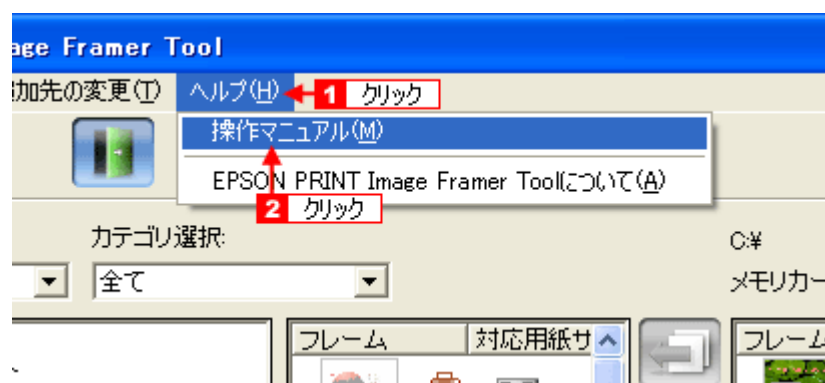 age Framer Tool
追加先の変更(T) ヘルプ(H) 1 クリック
操作マニュアル(M)
EPSON PRINT Image Framer Toolについて(A)
2 クリック
カテゴリ選択:
C:¥
全て
メモリカー
フレーム 対応用紙サ
フレーム